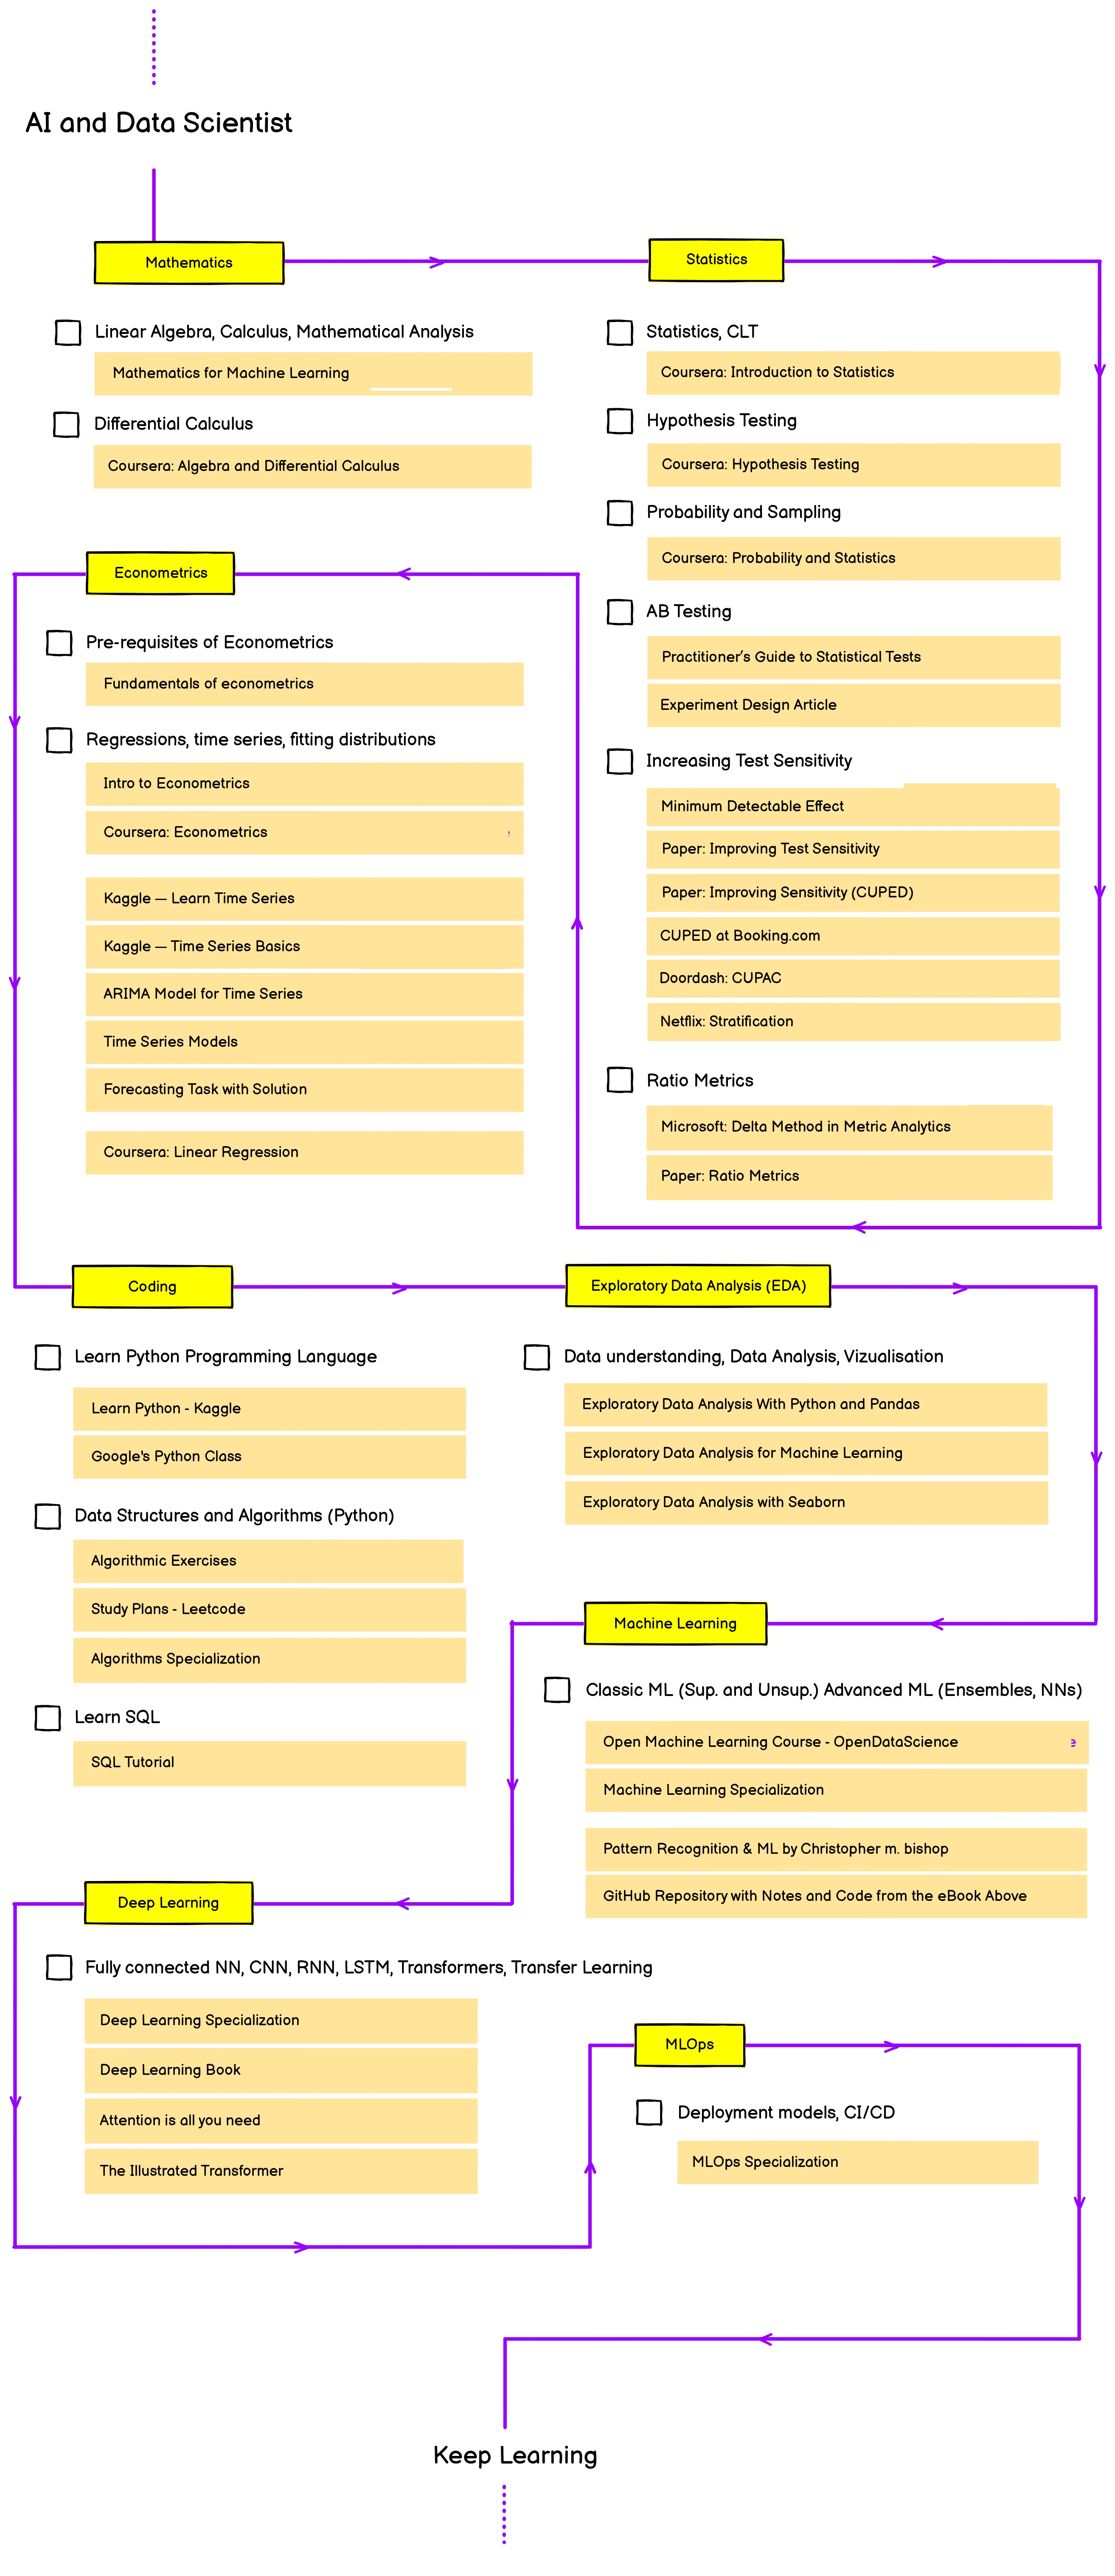 AI and Data Scientist
Mathematics
Linear Algebra, Calculus, Mathematical Analysis
Mathematics for Machine Learning
Differential Calculus
Coursera: Algebra and Differential Calculus
Statistics
Statistics, CLT
Coursera: Introduction to Statistics
Hypothesis Testing
Coursera: Hypothesis Testing
Probability and Sampling
Coursera: Probability and Statistics
AB Testing
Practitioner's Guide to Statistical Tests
Experiment Design Article
Increasing Test Sensitivity
Minimum Detectable Effect
Paper: Improving Test Sensitivity
Paper: Improving Sensitivity (CUPED)
CUPED at Booking.com
Doordash: CUPAC
Netflix: Stratification
Ratio Metrics
Microsoft: Delta Method in Metric Analytics
Paper: Ratio Metrics
Econometrics
Pre-requisites of Econometrics
Fundamentals of econometrics
Regressions, time series, fitting distributions
Intro to Econometrics
Coursera: Econometrics
Kaggle — Learn Time Series
Kaggle — Time Series Basics
ARIMA Model for Time Series
Time Series Models
Forecasting Task with Solution
Coursera: Linear Regression
Coding
Learn Python Programming Language
Learn Python - Kaggle
Google's Python Class
Data Structures and Algorithms (Python)
Algorithmic Exercises
Study Plans - Leetcode
Algorithms Specialization
Learn SQL
SQL Tutorial
Exploratory Data Analysis (EDA)
Data understanding, Data Analysis, Vizualisation
Exploratory Data Analysis With Python and Pandas
Exploratory Data Analysis for Machine Learning
Exploratory Data Analysis with Seaborn
Machine Learning
Classic ML (Sup. and Unsup.) Advanced ML (Ensembles, NNs)
Open Machine Learning Course - OpenDataScience
e
Machine Learning Specialization
Pattern Recognition & ML by Christopher m. bishop
GitHub Repository with Notes and Code from the eBook Above
Deep Learning
Fully connected NN, CNN, RNN, LSTM, Transformers, Transfer Learning
Deep Learning Specialization
Deep Learning Book
Attention is all you need
The Illustrated Transformer
MLOps
Deployment models, CI/CD
MLOps Specialization
Keep Learning